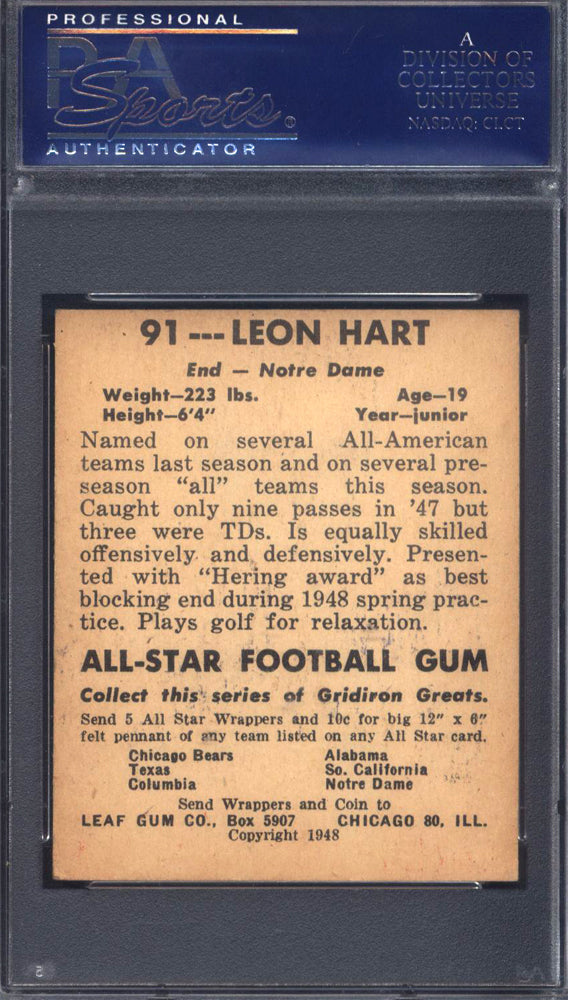 PROFESSIONAL
PSA
Sports®
AUTHENTICATOR
A
DIVISION OF
COLLECTORS
UNIVERSE
NASDAQ: CLCT
91 --- LEON HART
End — Notre Dame
Weight—223 lbs. Age—19
Height—6'4" Year—junior
Named on several All-American
teams last season and on several pre-
season "all" teams this season.
Caught only nine passes in '47 but
three were TDs. Is equally skilled
offensively and defensively. Presen-
ted with "Hering award" as best
blocking end during 1948 spring prac-
tice. Plays golf for relaxation.
ALL-STAR FOOTBALL GUM
Collect this series of Gridiron Greats.
Send 5 All Star Wrappers and 10c for big 12" x 6"
felt pennant of any team listed on any All Star card.
Chicago Bears Alabama
Texas So. California
Columbia Notre Dame
Send Wrappers and Coin to
LEAF GUM CO., Box 5907 CHICAGO 80, ILL.
Copyright 1948